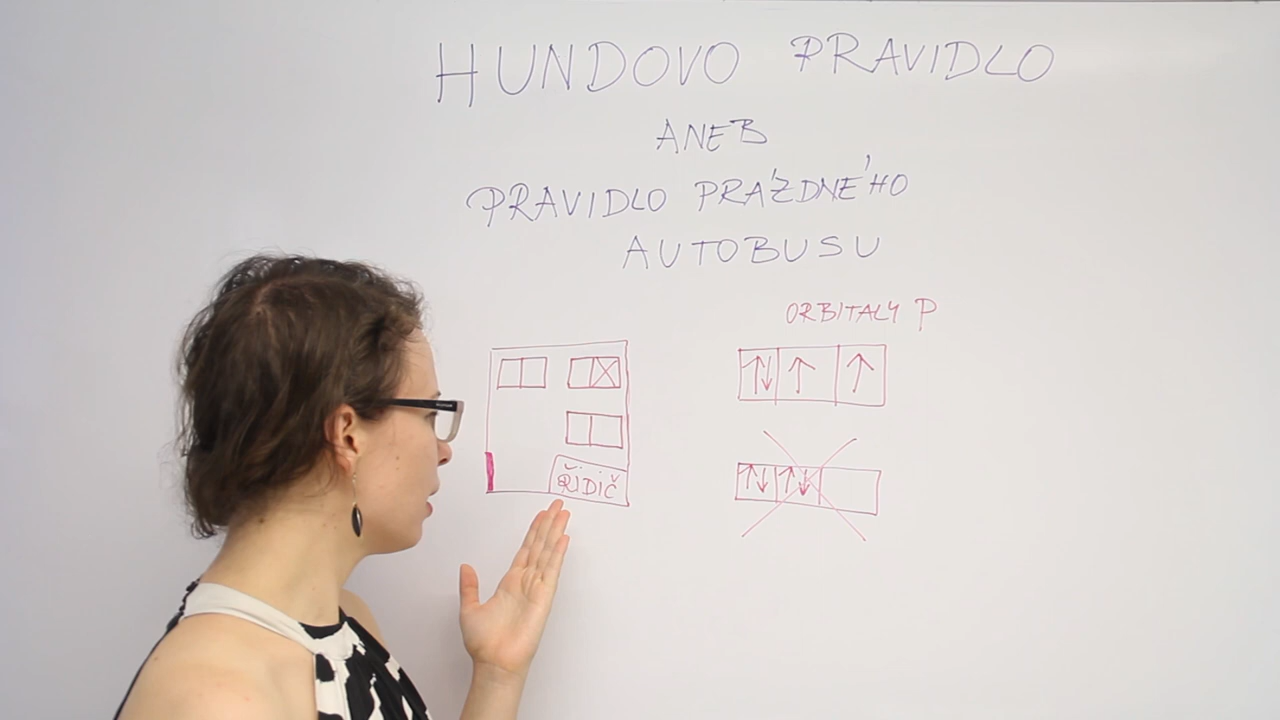 HUNDOVO PRAVIDLO
ANEB
PRAVIDLO PRÁZDNÉHO
AUTOBUSU
ORBITALY P
ŘIDIČ